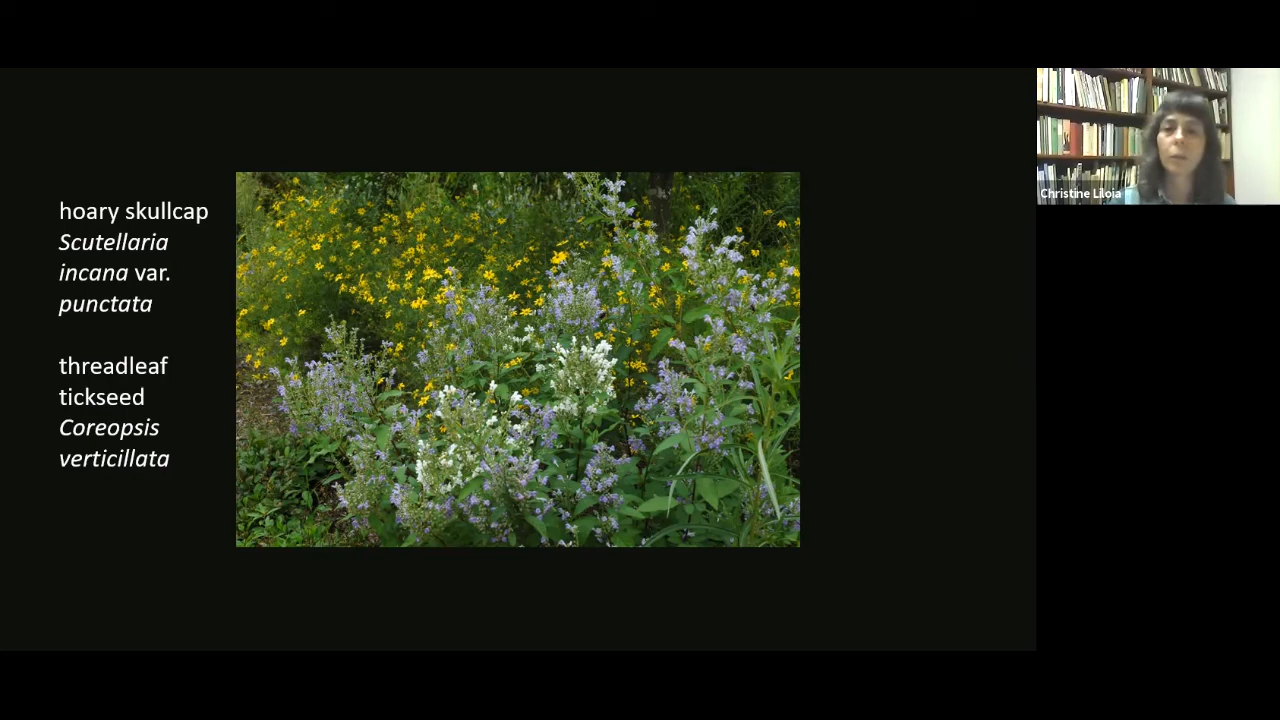 hoary skullcap
Scutellaria
incana var.
punctata
threadleaf
tickseed
Coreopsis
verticillata
Christine Liloia